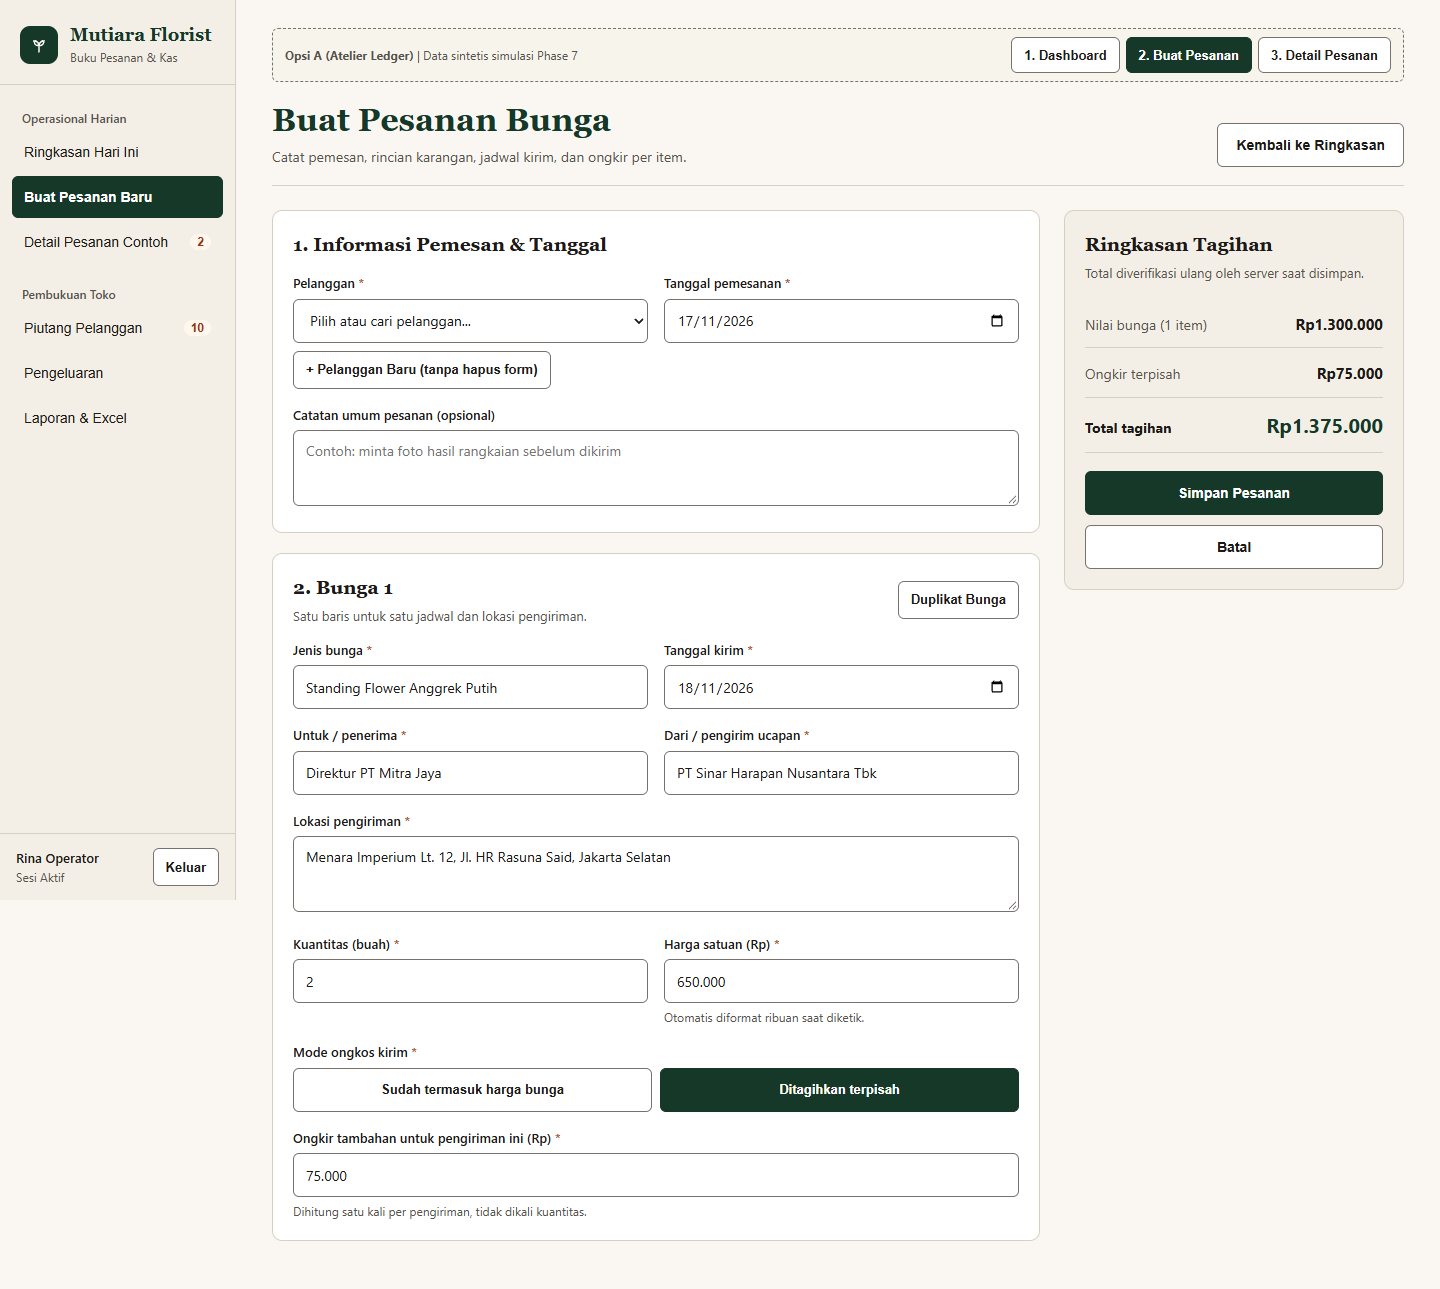 Mutiara Florist
Buku Pesanan & Kas
Operasional Harian
Ringkasan Hari Ini
Buat Pesanan Baru
Detail Pesanan Contoh 2
Pembukuan Toko
Piutang Pelanggan 10
Pengeluaran
Laporan & Excel
Rina Operator
Sesi Aktif
Keluar
Opsi A (Atelier Ledger) | Data sintetis simulasi Phase 7
1. Dashboard
2. Buat Pesanan
3. Detail Pesanan
Buat Pesanan Bunga
Catat pemesan, rincian karangan, jadwal kirim, dan ongkir per item.
Kembali ke Ringkasan
1. Informasi Pemesan & Tanggal
Pelanggan *
Pilih atau cari pelanggan...
+ Pelanggan Baru (tanpa hapus form)
Tanggal pemesanan *
17/11/2026
Catatan umum pesanan (opsional)
Contoh: minta foto hasil rangkaian sebelum dikirim
2. Bunga 1
Satu baris untuk satu jadwal dan lokasi pengiriman.
Duplikat Bunga
Jenis bunga *
Standing Flower Anggrek Putih
Tanggal kirim *
18/11/2026
Untuk / penerima *
Direktur PT Mitra Jaya
Dari / pengirim ucapan *
PT Sinar Harapan Nusantara Tbk
Lokasi pengiriman *
Menara Imperium Lt. 12, Jl. HR Rasuna Said, Jakarta Selatan
Kuantitas (buah) *
2
Harga satuan (Rp) *
650.000
Otomatis diformat ribuan saat diketik.
Mode ongkos kirim *
Sudah termasuk harga bunga
Ditagihkan terpisah
Ongkir tambahan untuk pengiriman ini (Rp) *
75.000
Dihitung satu kali per pengiriman, tidak dikali kuantitas.
Ringkasan Tagihan
Total diverifikasi ulang oleh server saat disimpan.
Nilai bunga (1 item) Rp1.300.000
Ongkir terpisah Rp75.000
Total tagihan Rp1.375.000
Simpan Pesanan
Batal